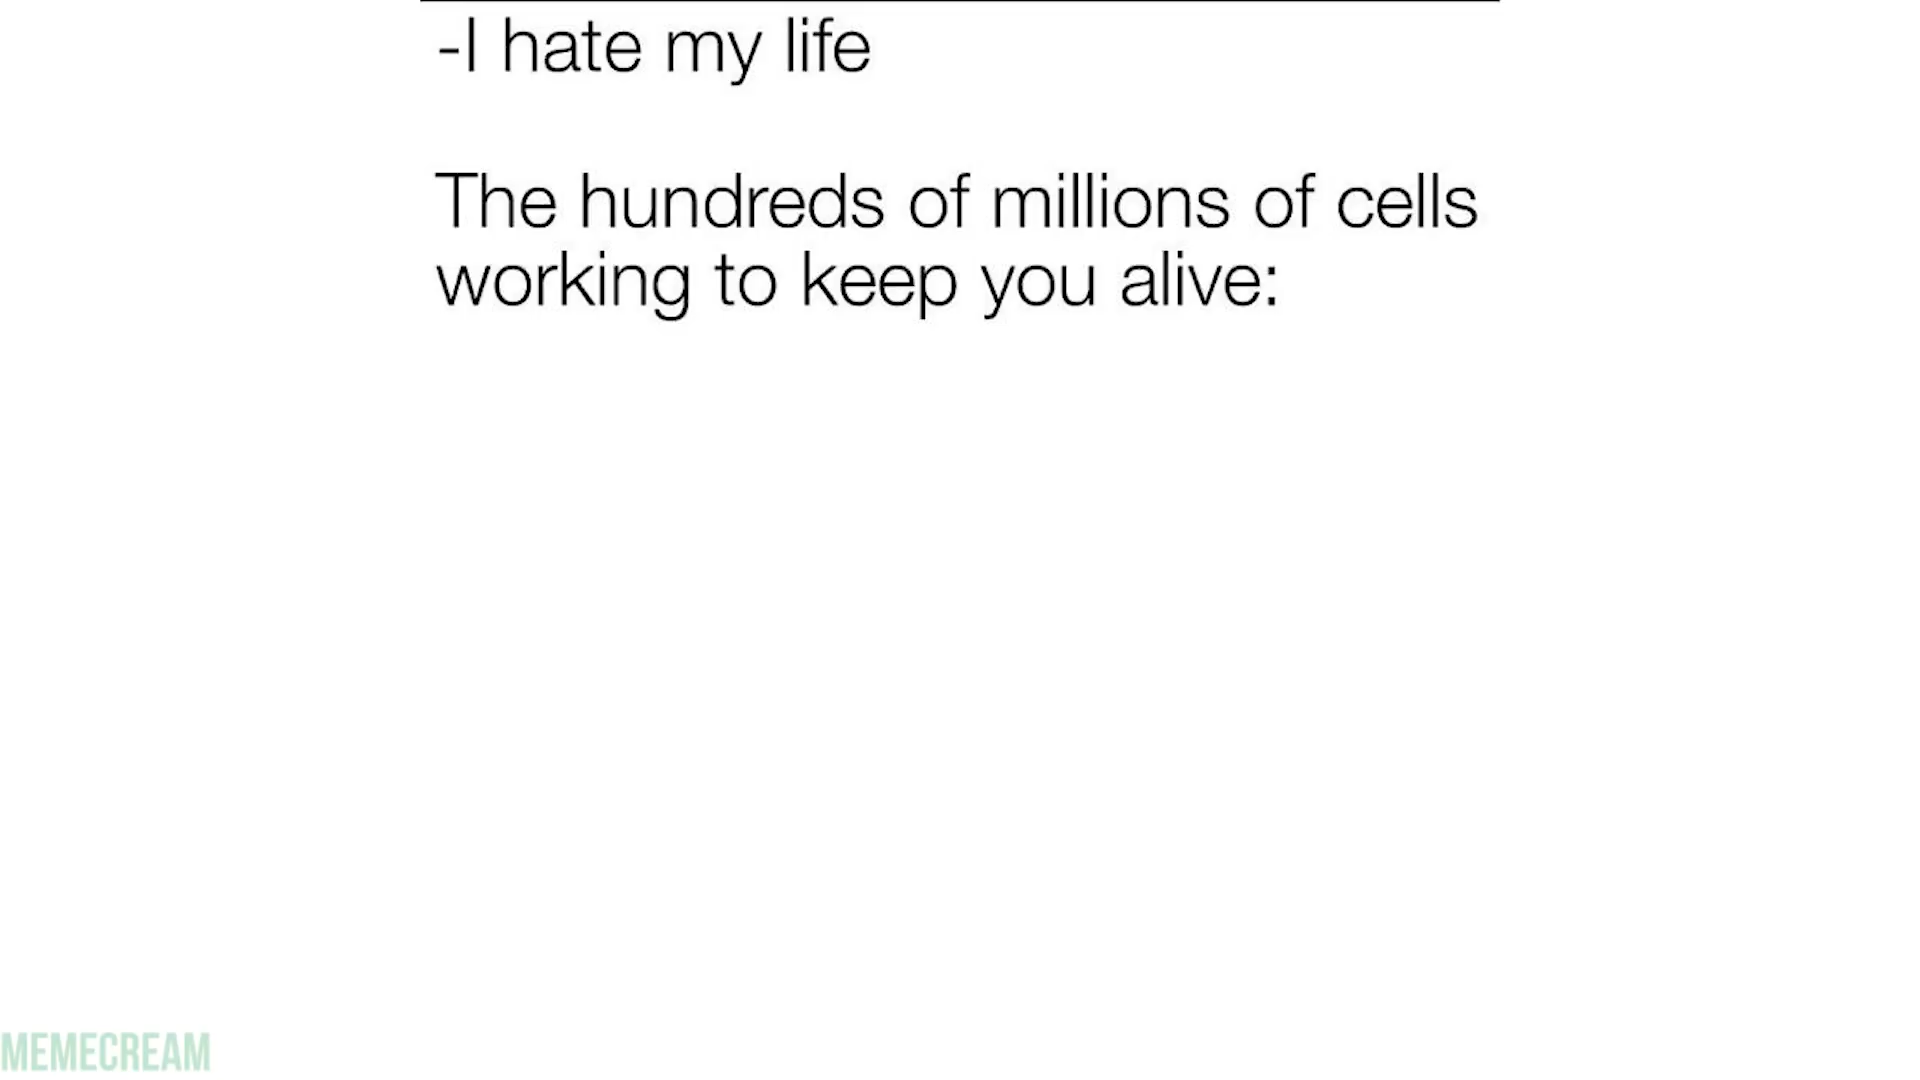 -I hate my life
The hundreds of millions of cells
working to keep you alive:
MEMECREAM